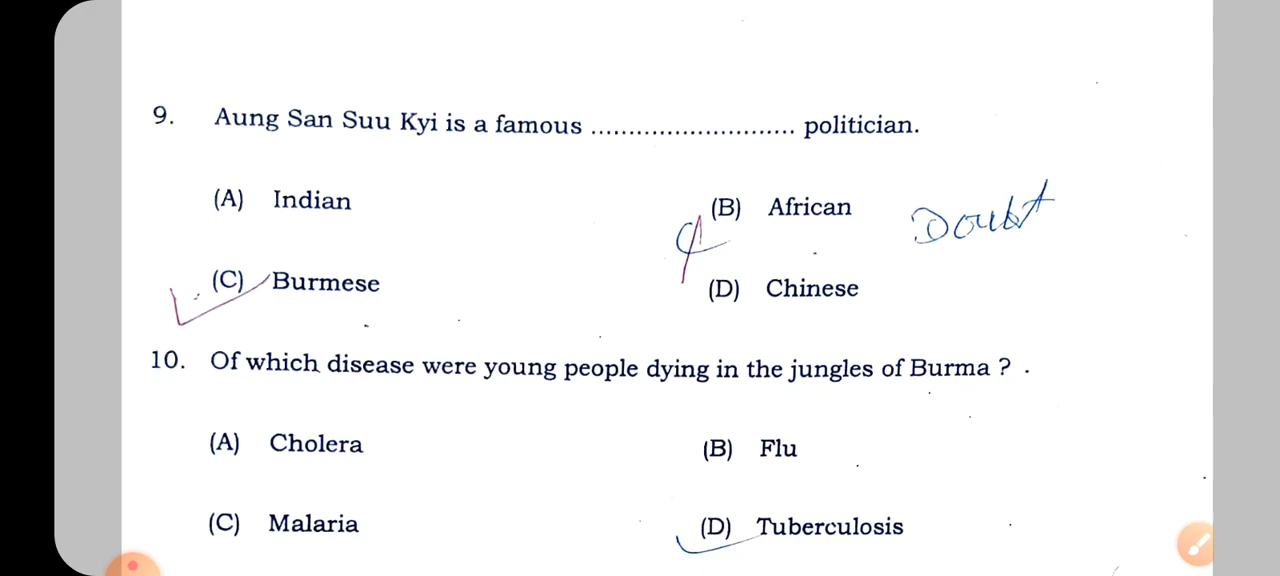 9. Aung San Suu Kyi is a famous ........................... politician.
(A) Indian (B) African Doubt
(C) Burmese (D) Chinese
10. Of which disease were young people dying in the jungles of Burma ?
(A) Cholera (B) Flu
(C) Malaria (D) Tuberculosis